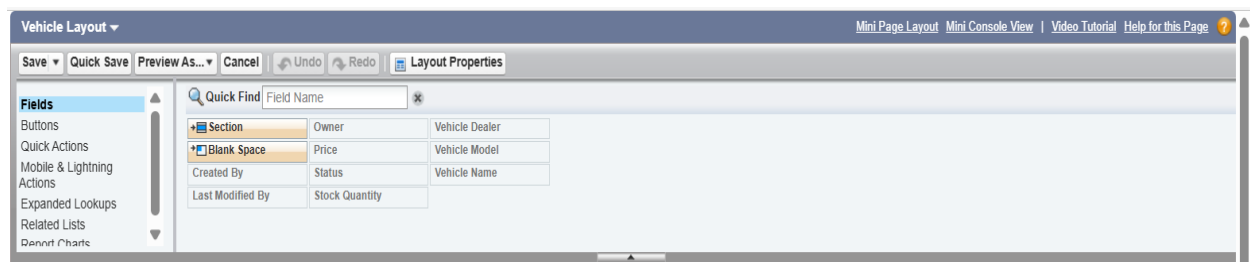 Vehicle Layout
Mini Page Layout Mini Console View | Video Tutorial Help for this Page ?
Save Quick Save Preview As... Cancel Undo Redo Layout Properties
Fields
Buttons
Quick Actions
Mobile & Lightning
Actions
Expanded Lookups
Related Lists
Report Charts
Quick Find Field Name
Section Owner Vehicle Dealer
Blank Space Price Vehicle Model
Created By Status Vehicle Name
Last Modified By Stock Quantity